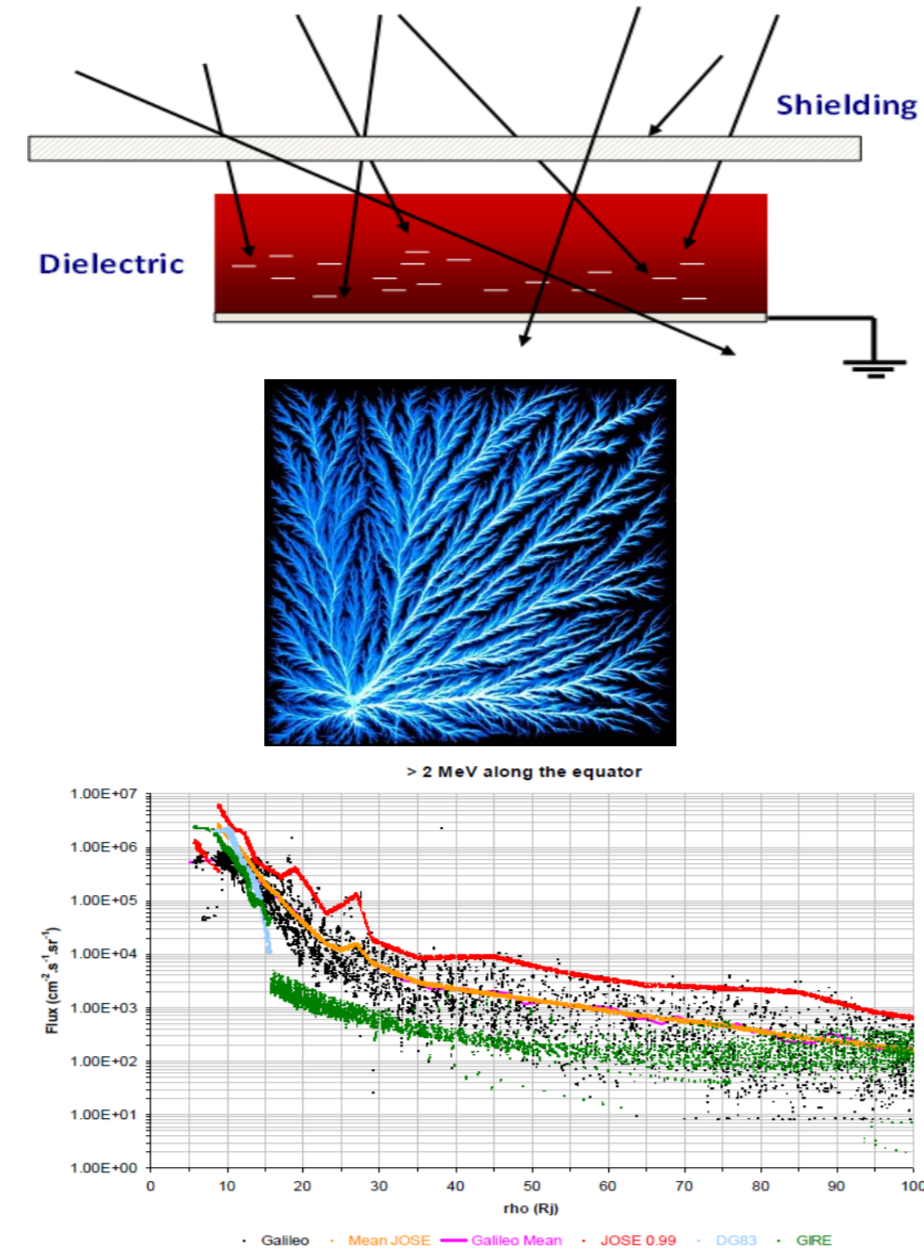 Shielding
Dielectric
> 2 MeV along the equator
1.00E+07
1.00E+06
1.00E+05
1.00E+04
1.00E+03
1.00E+02
1.00E+01
1.00E+00
Flux (cm⁻².s⁻¹.sr⁻¹)
0 10 20 30 40 50 60 70 80 90 100
rho (Rj)
Galileo Mean JOSE Galileo Mean JOSE 0.99 DG83 GIRE